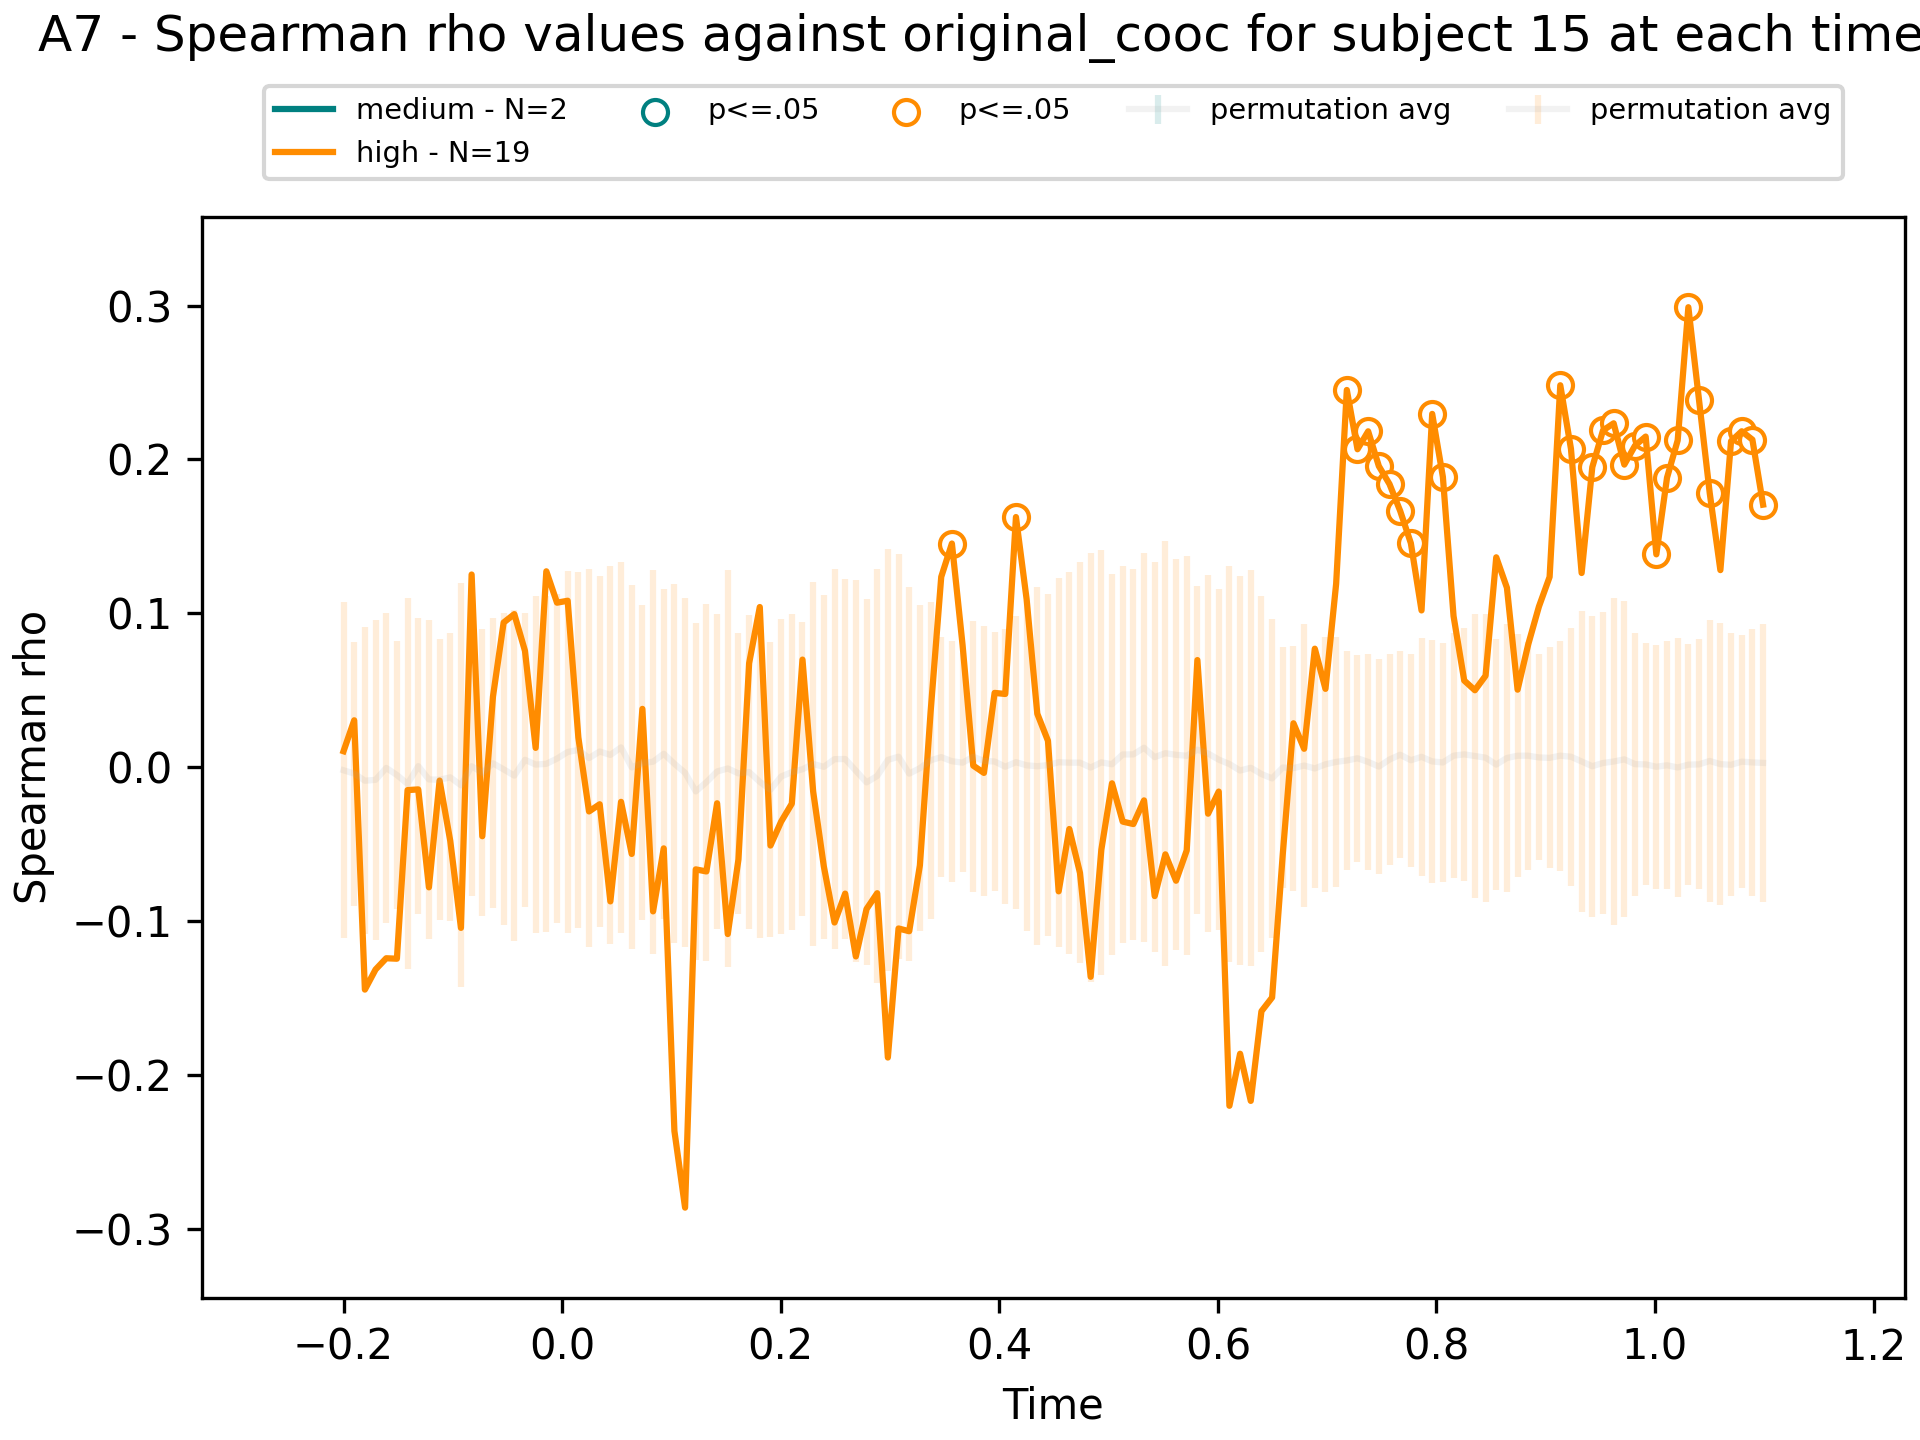 A7 - Spearman rho values against original_cooc for subject 15 at each time
medium - N=2
high - N=19
p<=.05
p<=.05
permutation avg
permutation avg
Spearman rho
0.3
0.2
0.1
0.0
−0.1
−0.2
−0.3
−0.2 0.0 0.2 0.4 0.6 0.8 1.0 1.2
Time